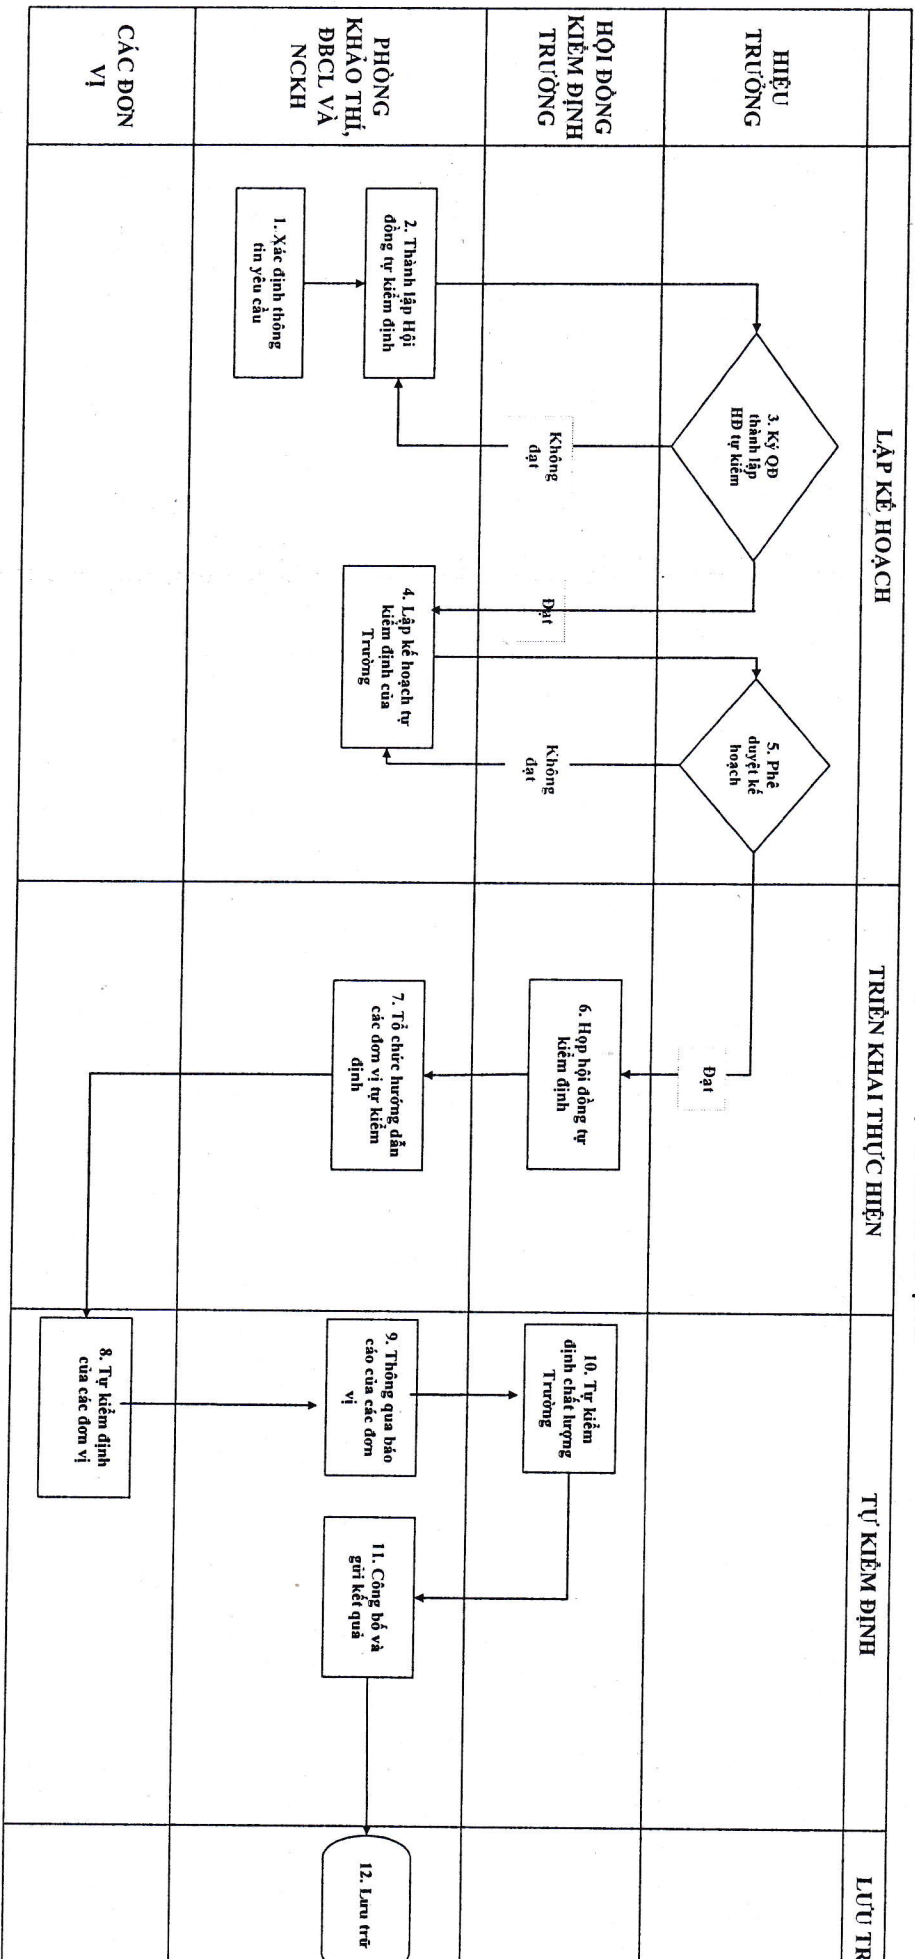 LẬP KẾ HOẠCH
TRIỂN KHAI THỰC HIỆN
TỰ KIỂM ĐỊNH
LƯU TR
HIỆU
TRƯỞNG
3. Ký QĐ
thành lập
HĐ tự kiểm
5. Phê
duyệt kế
hoạch
Đạt
HỘI ĐỒNG
KIỂM ĐỊNH
TRƯỜNG
Không
đạt
Đạt
Không
đạt
6. Họp hội đồng tự
kiểm định
10. Tự kiểm
định chất lượng
Trường
PHÒNG
KHẢO THÍ,
ĐBCL VÀ
NCKH
2. Thành lập Hội
đồng tự kiểm định
1. Xác định thông
tin yêu cầu
4. Lập kế hoạch tự
kiểm định của
Trường
7. Tổ chức hướng dẫn
các đơn vị tự kiểm
định
9. Thông qua báo
cáo của các đơn
vị
11. Công bố và
gửi kết quả
12. Lưu trữ
CÁC ĐƠN
VỊ
8. Tự kiểm định
của các đơn vị